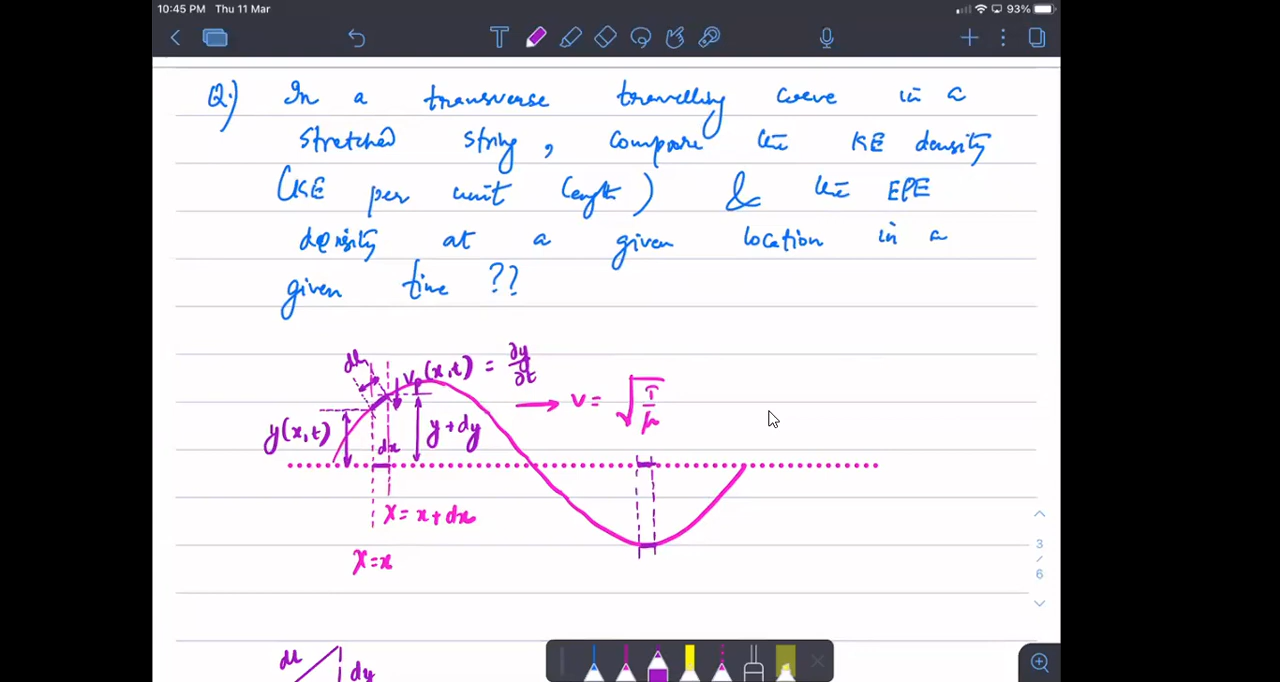 10:45 PM Thu 11 Mar
93%
T
Q.) In a transverse travelling wave in a
stretched string, compare the KE density
(KE per unit length) & the EPE
density at a given location in a
given time ??
dl
v_p(x,t) = ∂y/∂t
v = √(T/μ)
y(x,t)
dx
y+dy
X = x+dx
X = x
3
/
6
dl
dy